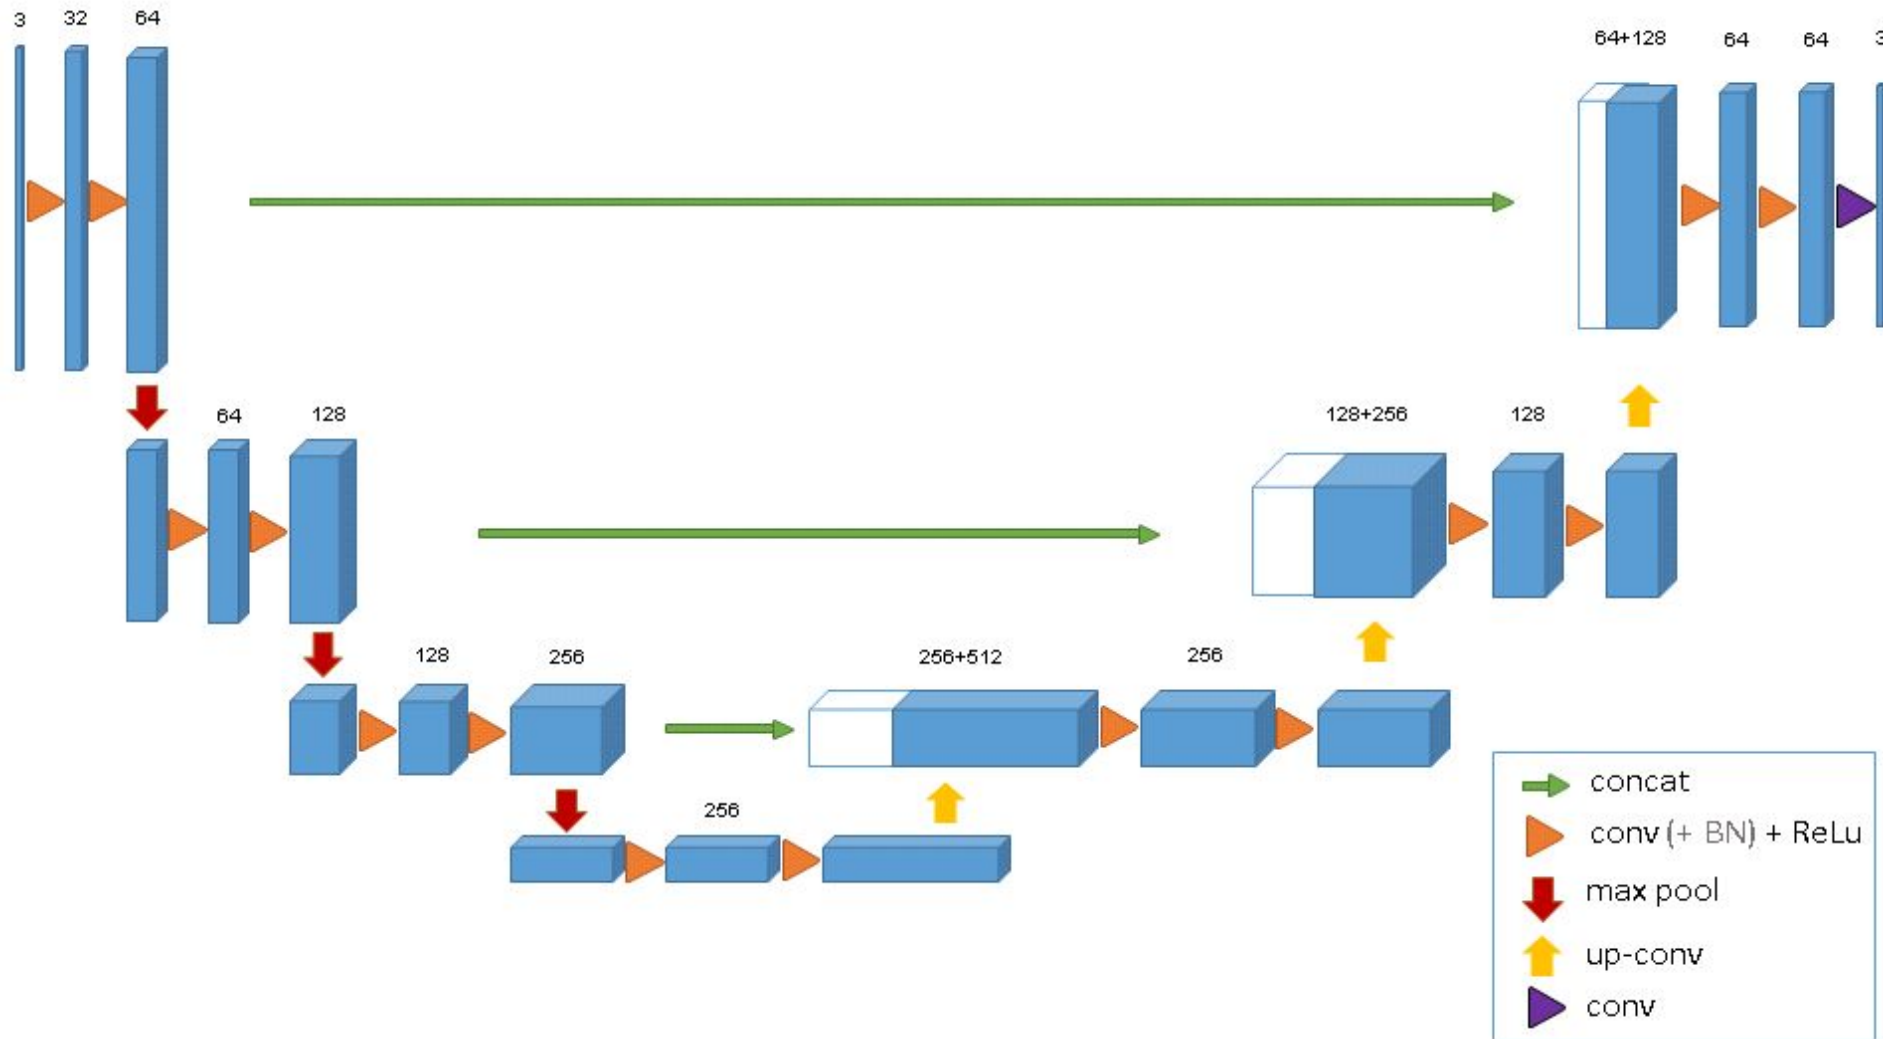 3 32 64
64+128 64 64 3
64 128
128+256 128
128 256
256+512 256
256
concat
conv (+ BN) + ReLu
max pool
up-conv
conv